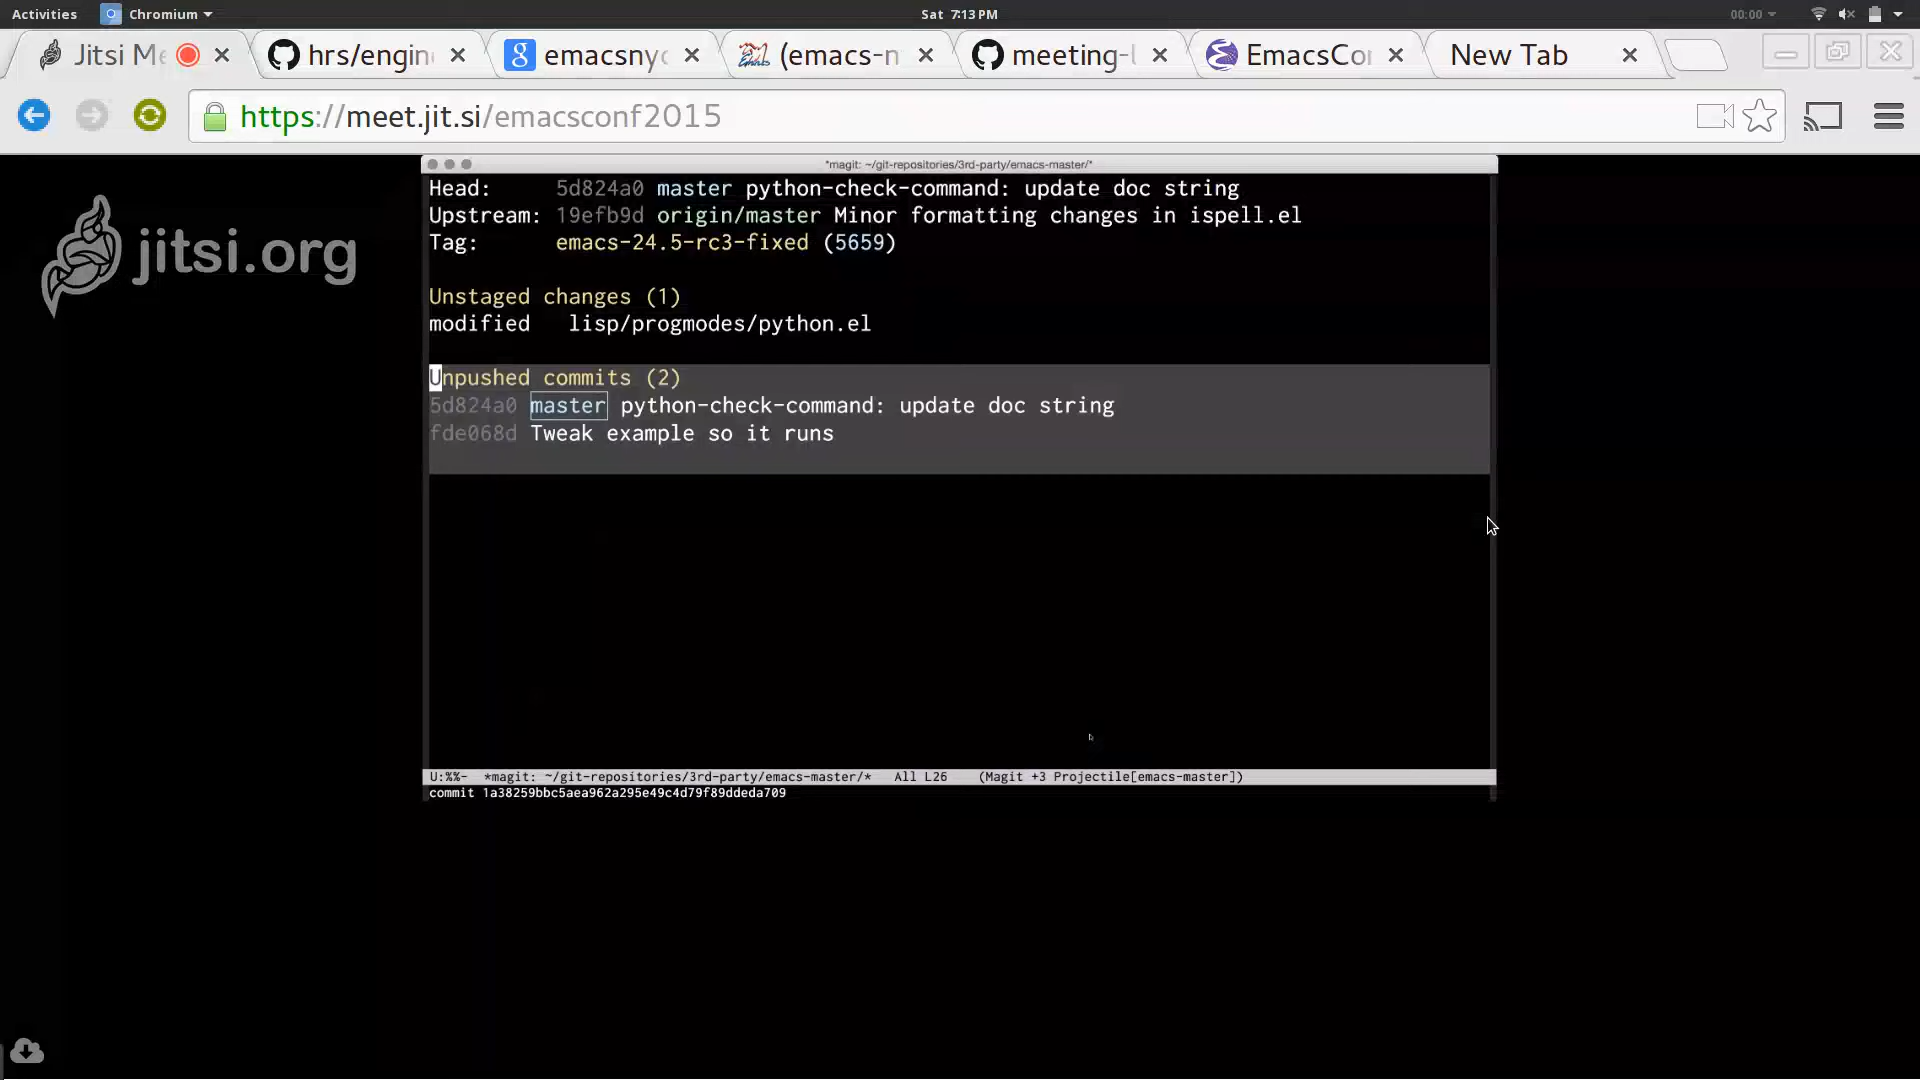 Activities Chromium Sat 7:13 PM 00:00
Jitsi Me hrs/engin emacsnyc (emacs-n meeting-l EmacsCon New Tab
https://meet.jit.si/emacsconf2015
*magit: ~/git-repositories/3rd-party/emacs-master/*
jitsi.org
Head: 5d824a0 master python-check-command: update doc string
Upstream: 19efb9d origin/master Minor formatting changes in ispell.el
Tag: emacs-24.5-rc3-fixed (5659)
Unstaged changes (1)
modified lisp/progmodes/python.el
Unpushed commits (2)
5d824a0 master python-check-command: update doc string
fde068d Tweak example so it runs
U:%%- *magit: ~/git-repositories/3rd-party/emacs-master/* All L26 (Magit +3 Projectile[emacs-master])
commit 1a38259bbc5aea962a295e49c4d79f89ddeda709